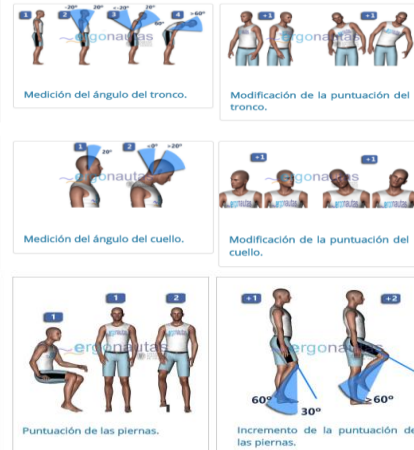 1 2 3 4
-20° 20° >-20° 20° 60° >60°
ergonautas
Medición del ángulo del tronco.
+1 +1
ergonautas
Modificación de la puntuación del
tronco.
1 2
20° <0° >20°
ergonautas
Medición del ángulo del cuello.
+1 +1
ergonautas
Modificación de la puntuación del
cuello.
1 1 2
ergonautas
Puntuación de las piernas.
+1 +2
ergonautas
60° 30° >60°
Incremento de la puntuación de
las piernas.